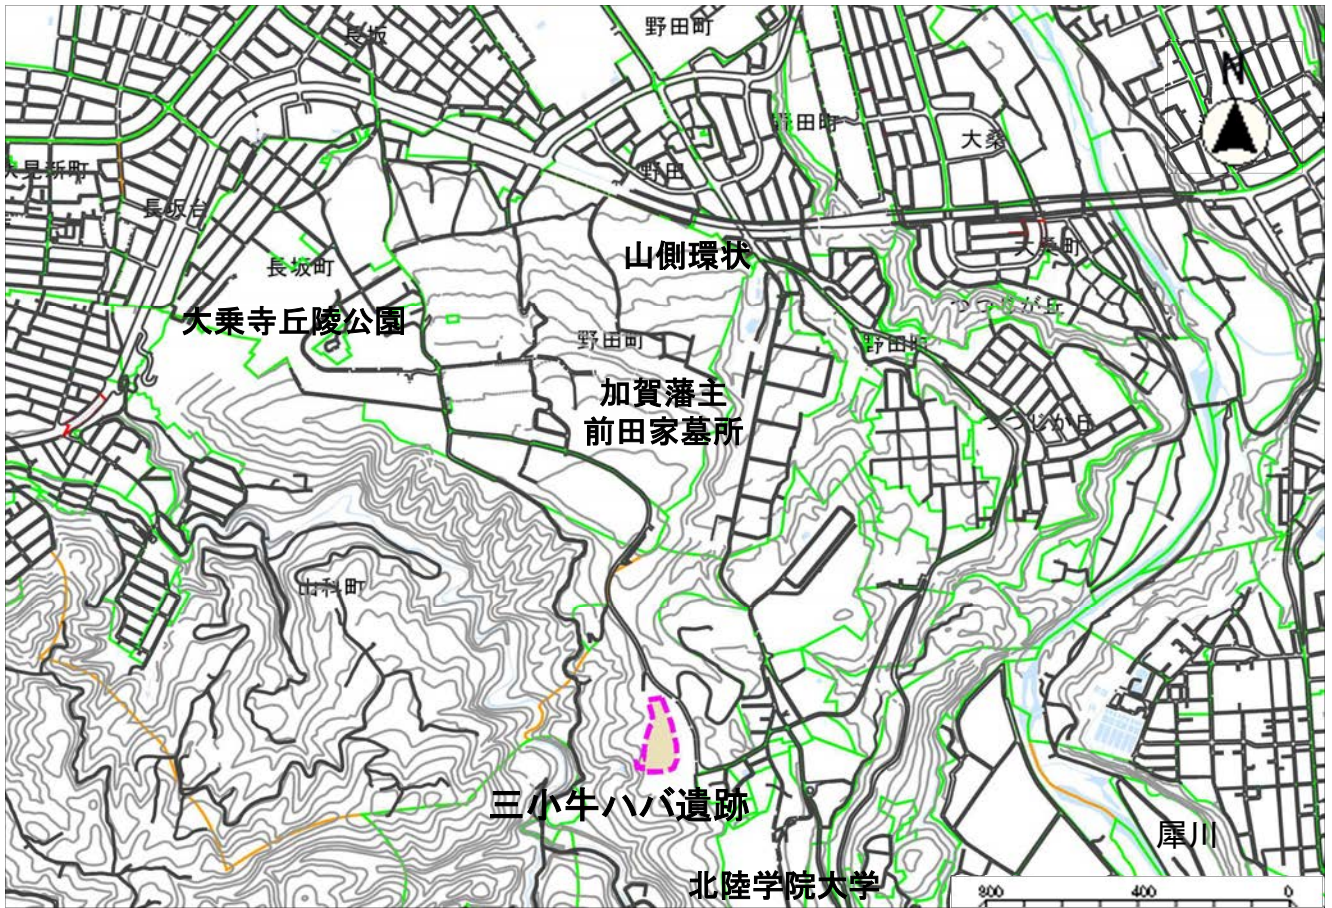 長坂
野田町
N
野田町
大桑
野田
長坂台
山側環状
大桑町
長坂町
大乗寺丘陵公園
つつじが丘
野田町
野田町
加賀藩主
前田家墓所
つつじが丘
山科町
三小牛ハバ遺跡
犀川
北陸学院大学
800 400 0